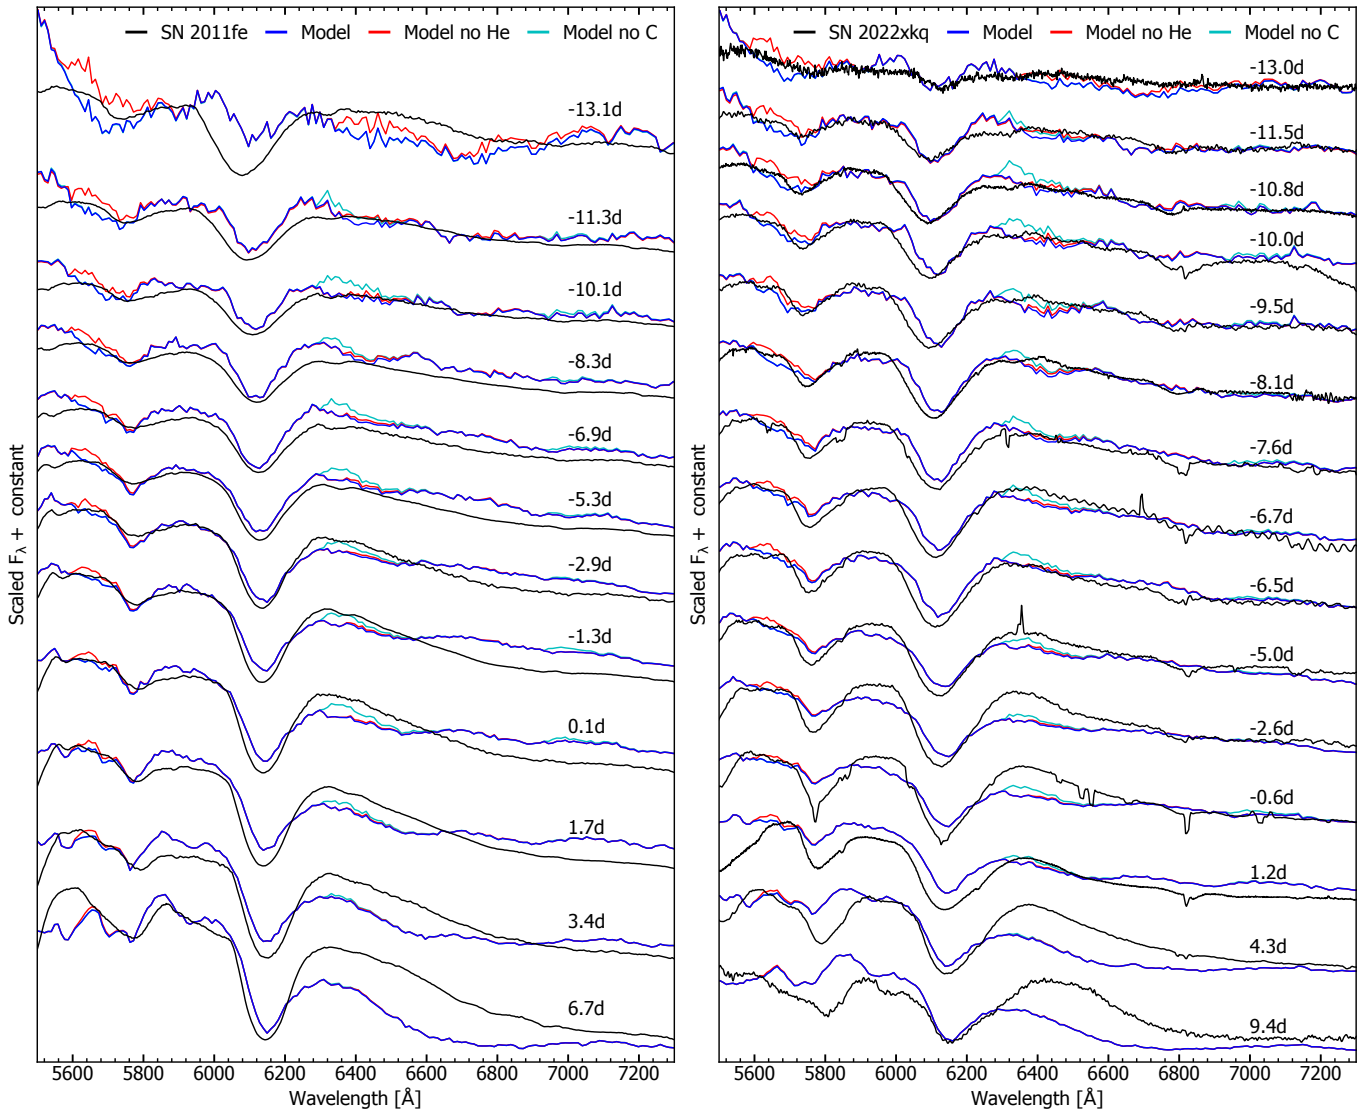 SN 2011fe Model Model no He Model no C
-13.1d
-11.3d
-10.1d
-8.3d
-6.9d
-5.3d
-2.9d
-1.3d
0.1d
1.7d
3.4d
6.7d
Scaled Fλ + constant
5600 5800 6000 6200 6400 6600 6800 7000 7200
Wavelength [Å]
SN 2022xkq Model Model no He Model no C
-13.0d
-11.5d
-10.8d
-10.0d
-9.5d
-8.1d
-7.6d
-6.7d
-6.5d
-5.0d
-2.6d
-0.6d
1.2d
4.3d
9.4d
Scaled Fλ + constant
5600 5800 6000 6200 6400 6600 6800 7000 7200
Wavelength [Å]